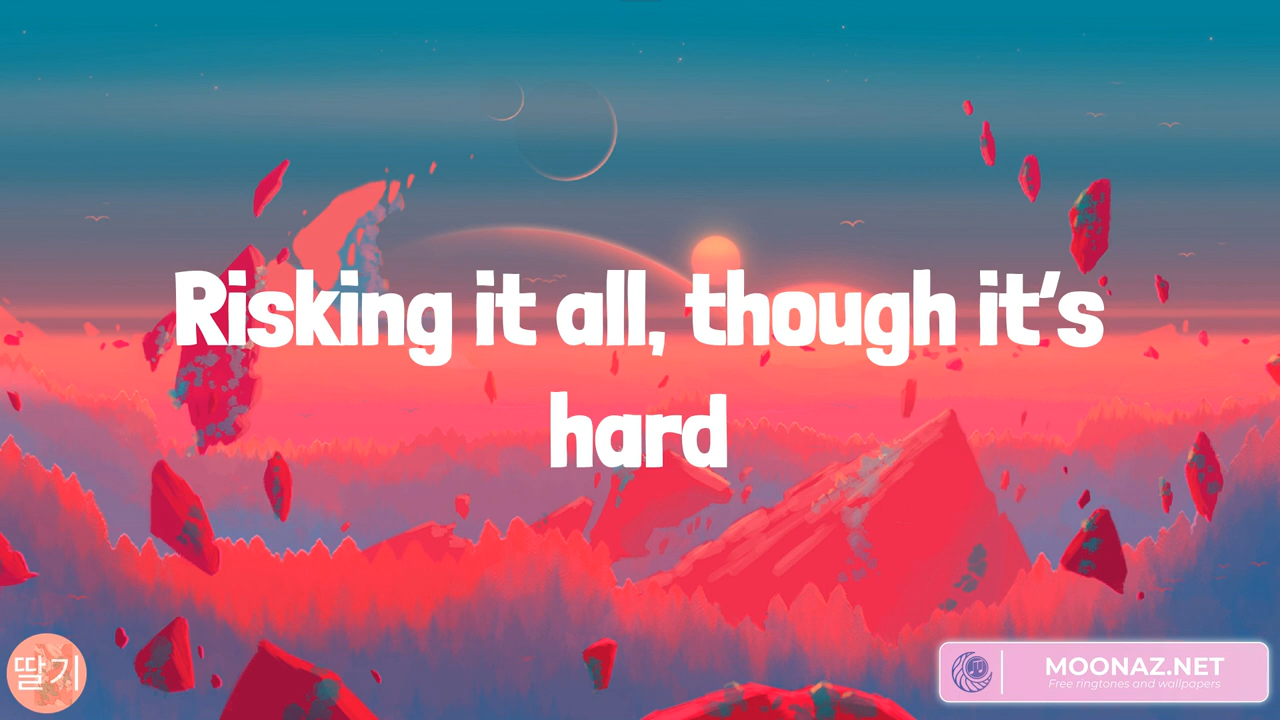 Risking it all, though it's
hard
딸기
MOONAZ.NET
Free ringtones and wallpapers